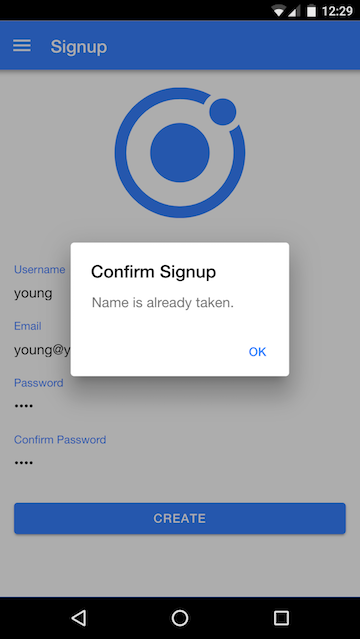 12:29
Signup
Confirm Signup
Name is already taken.
OK
Username
young
Email
young@y
Password
••••
Confirm Password
••••
CREATE